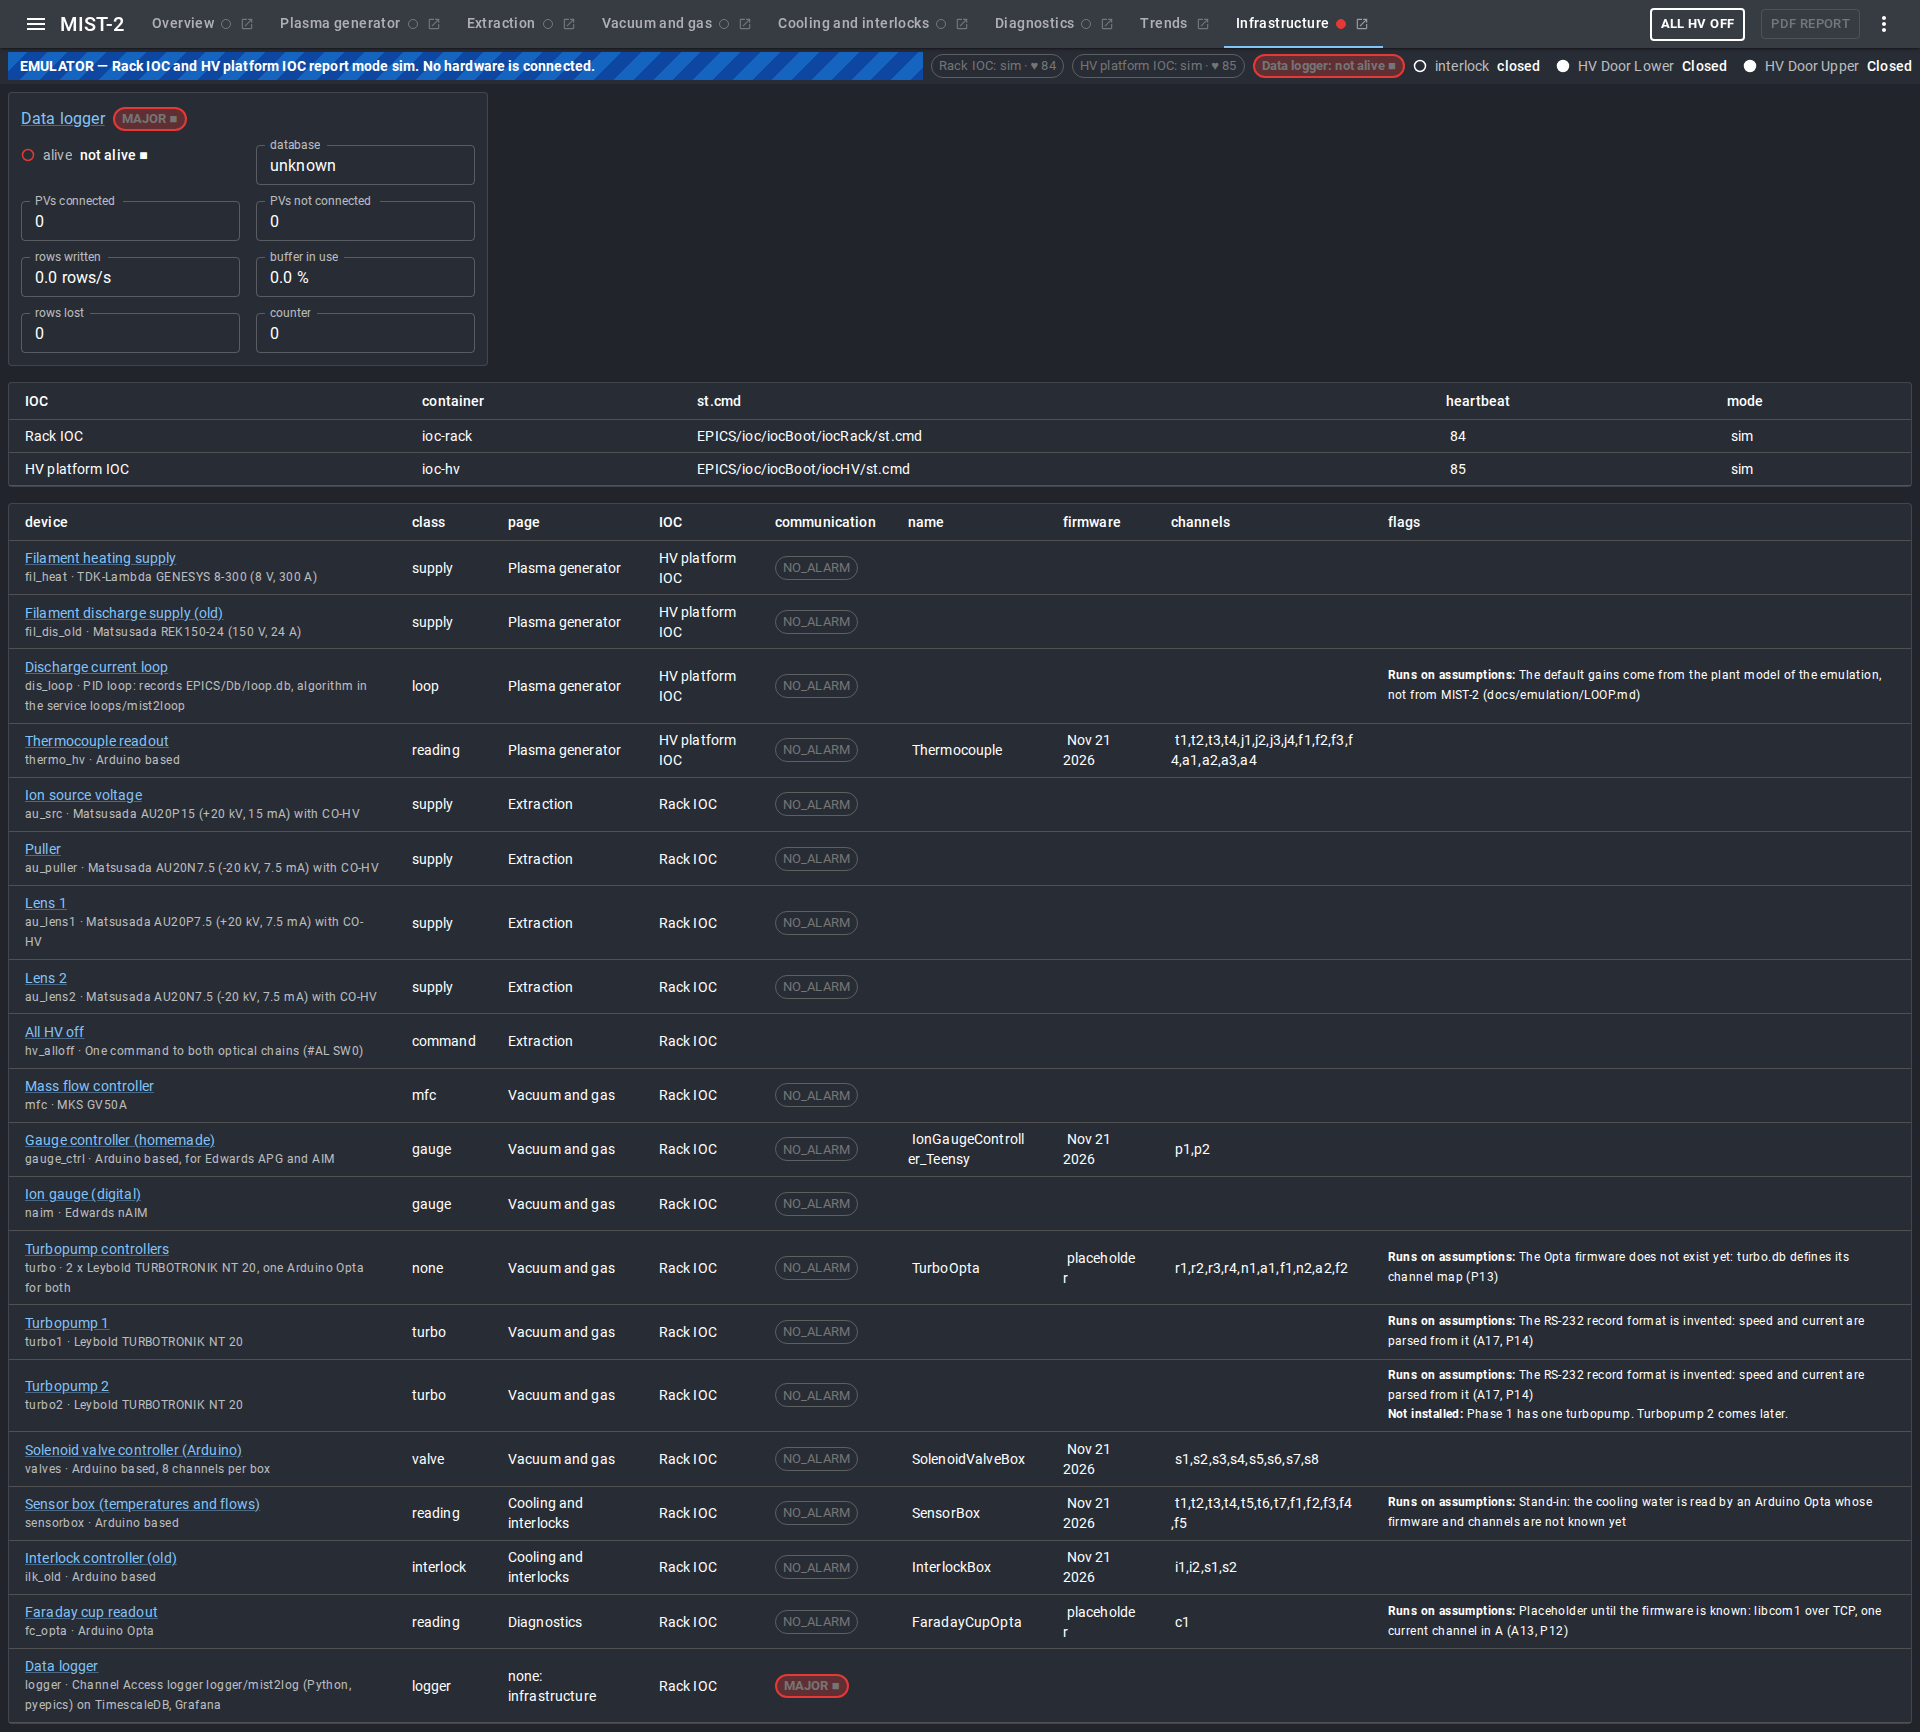 MIST-2 Overview Plasma generator Extraction Vacuum and gas Cooling and interlocks Diagnostics Trends Infrastructure ALL HV OFF PDF REPORT
EMULATOR — Rack IOC and HV platform IOC report mode sim. No hardware is connected. Rack IOC: sim · ♥ 84 HV platform IOC: sim · ♥ 85 Data logger: not alive ■ interlock closed HV Door Lower Closed HV Door Upper Closed
Data logger MAJOR ■
alive not alive ■
database
unknown
PVs connected
0
PVs not connected
0
rows written
0.0 rows/s
buffer in use
0.0 %
rows lost
0
counter
0
IOC container st.cmd heartbeat mode
Rack IOC ioc-rack EPICS/ioc/iocBoot/iocRack/st.cmd 84 sim
HV platform IOC ioc-hv EPICS/ioc/iocBoot/iocHV/st.cmd 85 sim
device class page IOC communication name firmware channels flags
Filament heating supply
fil_heat · TDK-Lambda GENESYS 8-300 (8 V, 300 A)
supply
Plasma generator
HV platform
IOC
NO_ALARM
Filament discharge supply (old)
fil_dis_old · Matsusada REK150-24 (150 V, 24 A)
supply
Plasma generator
HV platform
IOC
NO_ALARM
Discharge current loop
dis_loop · PID loop: records EPICS/Db/loop.db, algorithm in
the service loops/mist2loop
loop
Plasma generator
HV platform
IOC
NO_ALARM
Runs on assumptions: The default gains come from the plant model of the emulation,
not from MIST-2 (docs/emulation/LOOP.md)
Thermocouple readout
thermo_hv · Arduino based
reading
Plasma generator
HV platform
IOC
NO_ALARM
Thermocouple
Nov 21
2026
t1,t2,t3,t4,j1,j2,j3,j4,f1,f2,f3,f
4,a1,a2,a3,a4
Ion source voltage
au_src · Matsusada AU20P15 (+20 kV, 15 mA) with CO-HV
supply
Extraction
Rack IOC
NO_ALARM
Puller
au_puller · Matsusada AU20N7.5 (-20 kV, 7.5 mA) with CO-HV
supply
Extraction
Rack IOC
NO_ALARM
Lens 1
au_lens1 · Matsusada AU20P7.5 (+20 kV, 7.5 mA) with CO-
HV
supply
Extraction
Rack IOC
NO_ALARM
Lens 2
au_lens2 · Matsusada AU20N7.5 (-20 kV, 7.5 mA) with CO-HV
supply
Extraction
Rack IOC
NO_ALARM
All HV off
hv_alloff · One command to both optical chains (#AL SW0)
command
Extraction
Rack IOC
Mass flow controller
mfc · MKS GV50A
mfc
Vacuum and gas
Rack IOC
NO_ALARM
Gauge controller (homemade)
gauge_ctrl · Arduino based, for Edwards APG and AIM
gauge
Vacuum and gas
Rack IOC
NO_ALARM
IonGaugeControll
er_Teensy
Nov 21
2026
p1,p2
Ion gauge (digital)
naim · Edwards nAIM
gauge
Vacuum and gas
Rack IOC
NO_ALARM
Turbopump controllers
turbo · 2 x Leybold TURBOTRONIK NT 20, one Arduino Opta
for both
none
Vacuum and gas
Rack IOC
NO_ALARM
TurboOpta
placeholde
r
r1,r2,r3,r4,n1,a1,f1,n2,a2,f2
Runs on assumptions: The Opta firmware does not exist yet: turbo.db defines its
channel map (P13)
Turbopump 1
turbo1 · Leybold TURBOTRONIK NT 20
turbo
Vacuum and gas
Rack IOC
NO_ALARM
Runs on assumptions: The RS-232 record format is invented: speed and current are
parsed from it (A17, P14)
Turbopump 2
turbo2 · Leybold TURBOTRONIK NT 20
turbo
Vacuum and gas
Rack IOC
NO_ALARM
Runs on assumptions: The RS-232 record format is invented: speed and current are
parsed from it (A17, P14)
Not installed: Phase 1 has one turbopump. Turbopump 2 comes later.
Solenoid valve controller (Arduino)
valves · Arduino based, 8 channels per box
valve
Vacuum and gas
Rack IOC
NO_ALARM
SolenoidValveBox
Nov 21
2026
s1,s2,s3,s4,s5,s6,s7,s8
Sensor box (temperatures and flows)
sensorbox · Arduino based
reading
Cooling and
interlocks
Rack IOC
NO_ALARM
SensorBox
Nov 21
2026
t1,t2,t3,t4,t5,t6,t7,f1,f2,f3,f4
,f5
Runs on assumptions: Stand-in: the cooling water is read by an Arduino Opta whose
firmware and channels are not known yet
Interlock controller (old)
ilk_old · Arduino based
interlock
Cooling and
interlocks
Rack IOC
NO_ALARM
InterlockBox
Nov 21
2026
i1,i2,s1,s2
Faraday cup readout
fc_opta · Arduino Opta
reading
Diagnostics
Rack IOC
NO_ALARM
FaradayCupOpta
placeholde
r
c1
Runs on assumptions: Placeholder until the firmware is known: libcom1 over TCP, one
current channel in A (A13, P12)
Data logger
logger · Channel Access logger logger/mist2log (Python,
pyepics) on TimescaleDB, Grafana
logger
none:
infrastructure
Rack IOC
MAJOR ■